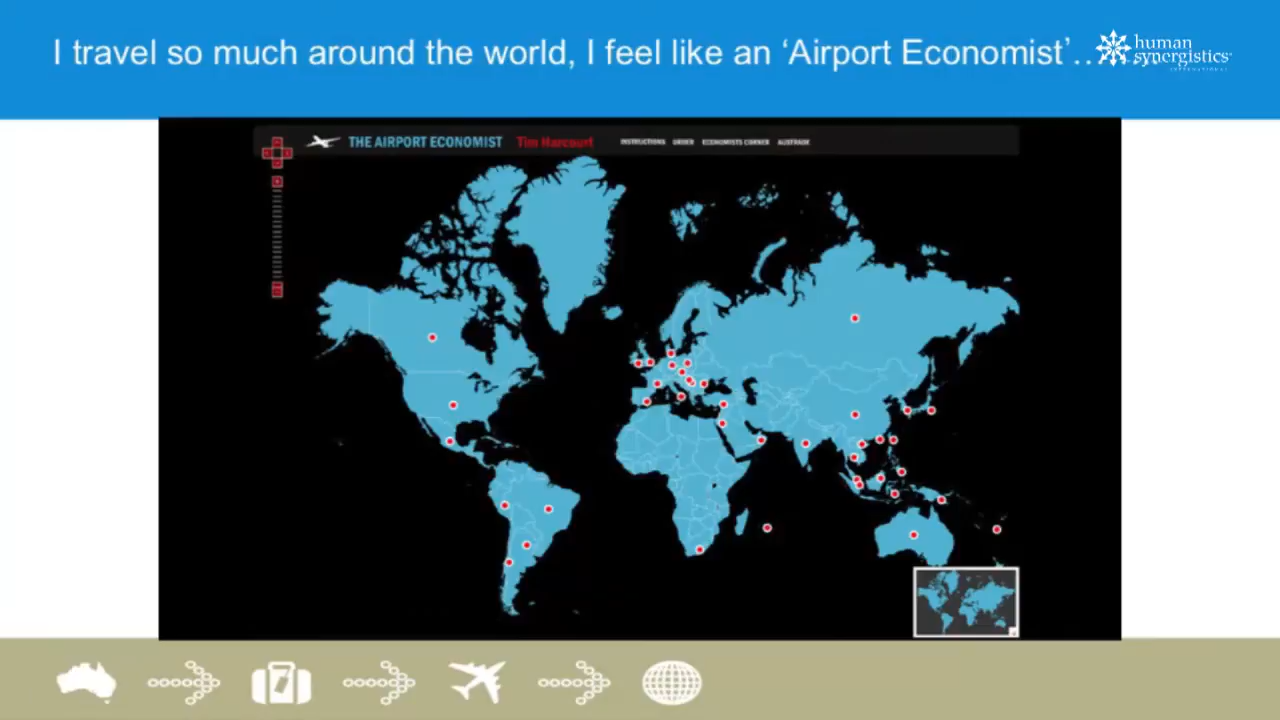 I travel so much around the world, I feel like an ‘Airport Economist’..
human
synergistics
INTERNATIONAL
THE AIRPORT ECONOMIST Tim Harcourt INSTRUCTIONS ORDER ECONOMISTS CORNER AUSTRADE